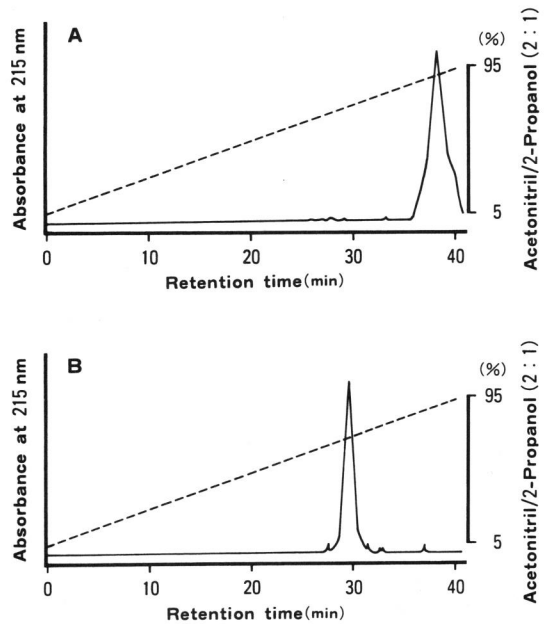 A
(%)
95
5
Absorbance at 215 nm
Acetonitril/2-Propanol (2 : 1)
0 10 20 30 40
Retention time (min)
B
(%)
95
5
Absorbance at 215 nm
Acetonitril/2-Propanol (2 : 1)
0 10 20 30 40
Retention time (min)